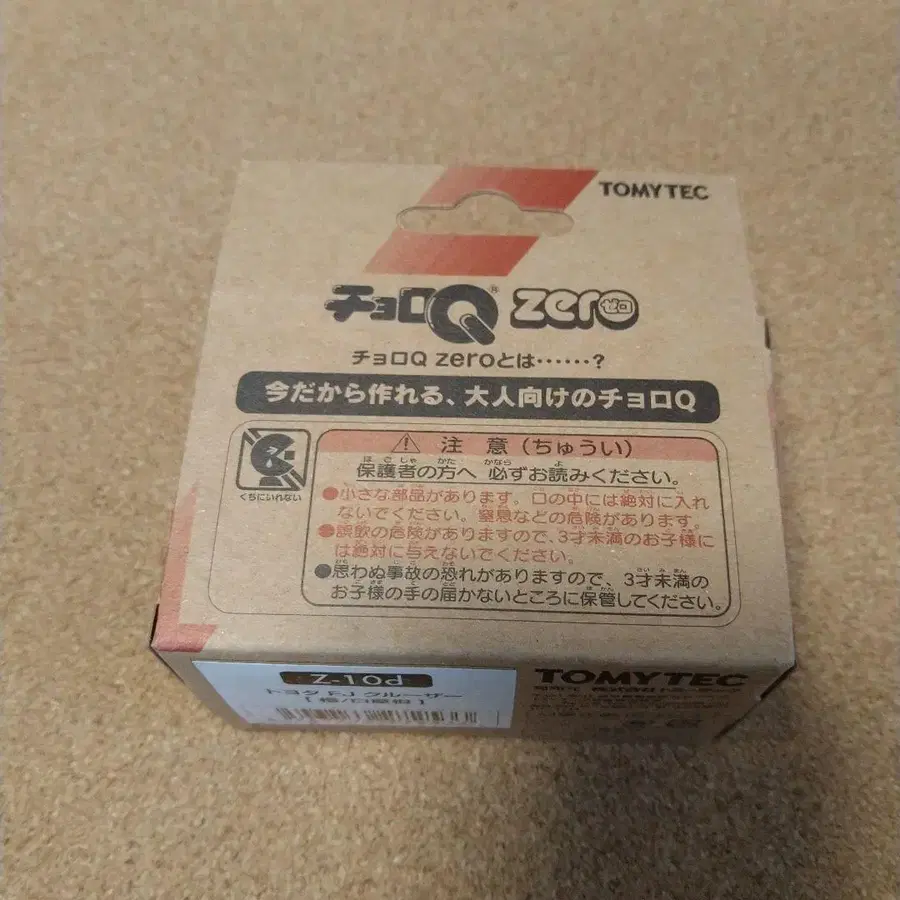 TOMYTEC
チョロQ® zero ゼロ
チョロQ zeroとは……?
今だから作れる、大人向けのチョロQ
くちにいれない
注 意(ちゅうい)
保護者の方へ 必ずお読みください。
●小さな部品があります。口の中には絶対に入れ
ないでください。窒息などの危険があります。
●誤飲の危険がありますので、3才未満のお子様に
は絶対に与えないでください。
●思わぬ事故の恐れがありますので、3才未満の
お子様の手の届かないところに保管してください。
Z-10d
トヨタ FJ クルーザー
TOMYTEC